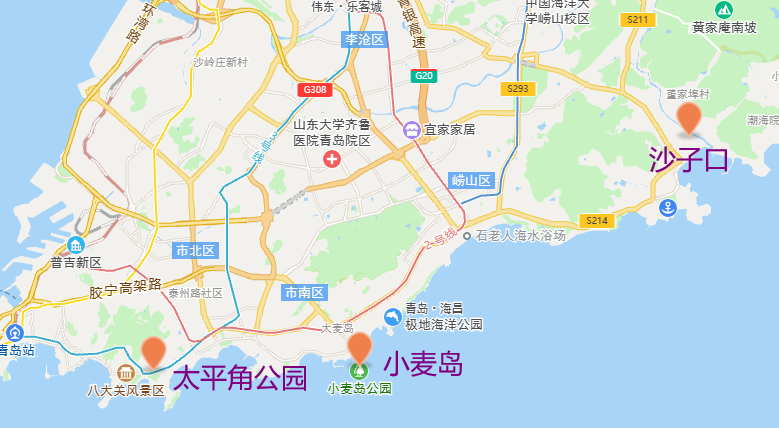 环湾路
伟东·乐客城
青银高速
中国海洋大
学崂山校区
S211
黄家庵南坡
李沧区
沙岭庄新村
G20
G308
S293
董家埠村
山东大学齐鲁
医院青岛院区
宜家家居
潮海院
3号线
沙子口
崂山区
S214
2号线
石老人海水浴场
市北区
普吉新区
胶宁高架路
泰州路社区
市南区
大麦岛
青岛·海昌
极地海洋公园
青岛站
小麦岛
太平角公园
八大关风景区
小麦岛公园